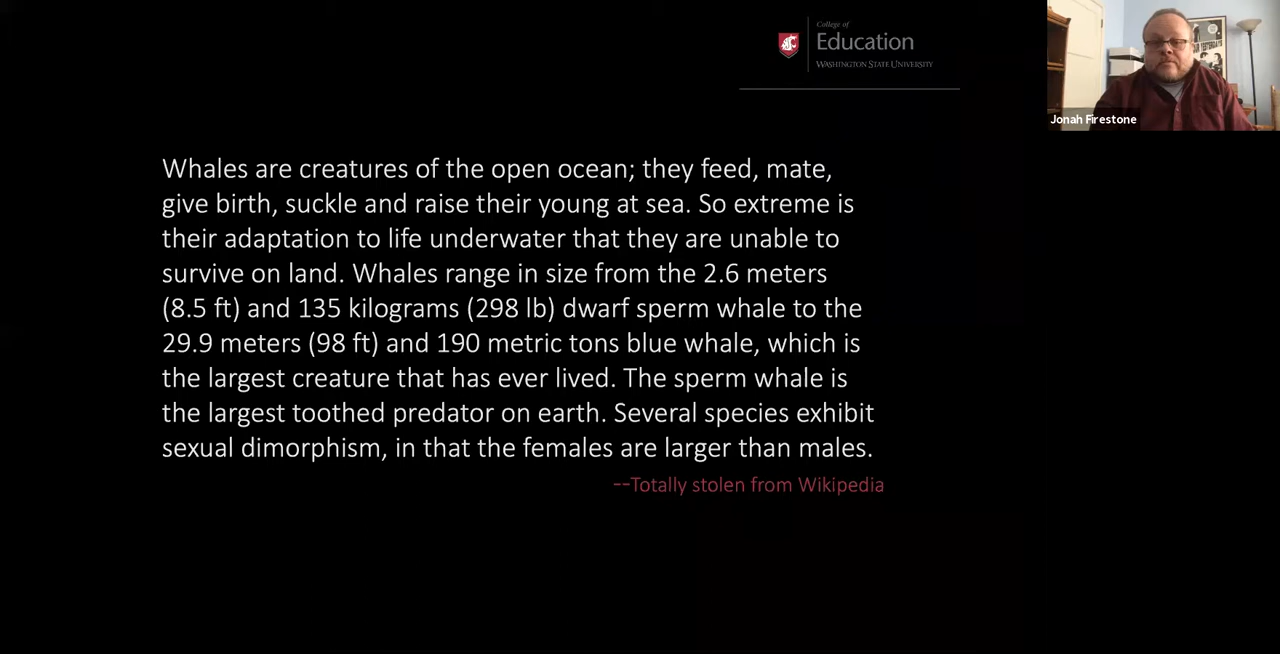 College of
Education
WASHINGTON STATE UNIVERSITY
Jonah Firestone
Whales are creatures of the open ocean; they feed, mate,
give birth, suckle and raise their young at sea. So extreme is
their adaptation to life underwater that they are unable to
survive on land. Whales range in size from the 2.6 meters
(8.5 ft) and 135 kilograms (298 lb) dwarf sperm whale to the
29.9 meters (98 ft) and 190 metric tons blue whale, which is
the largest creature that has ever lived. The sperm whale is
the largest toothed predator on earth. Several species exhibit
sexual dimorphism, in that the females are larger than males.
--Totally stolen from Wikipedia